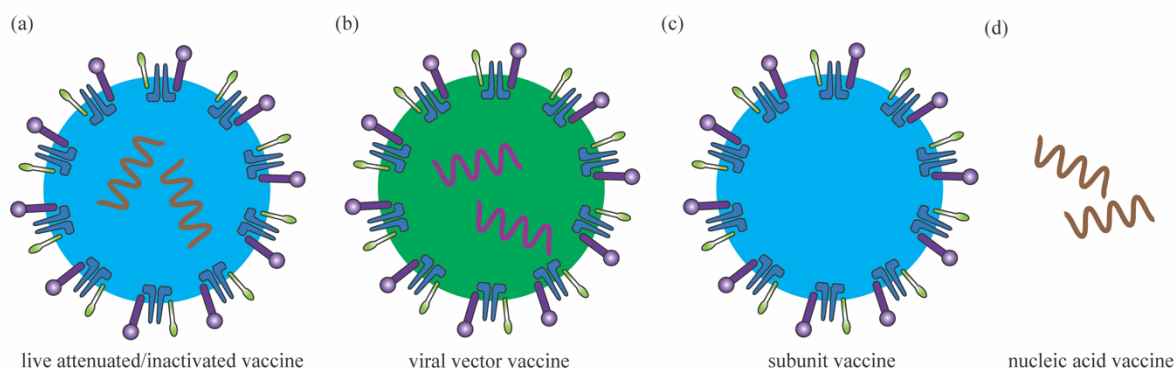 (a)
(b)
(c)
(d)
live attenuated/inactivated vaccine
viral vector vaccine
subunit vaccine
nucleic acid vaccine